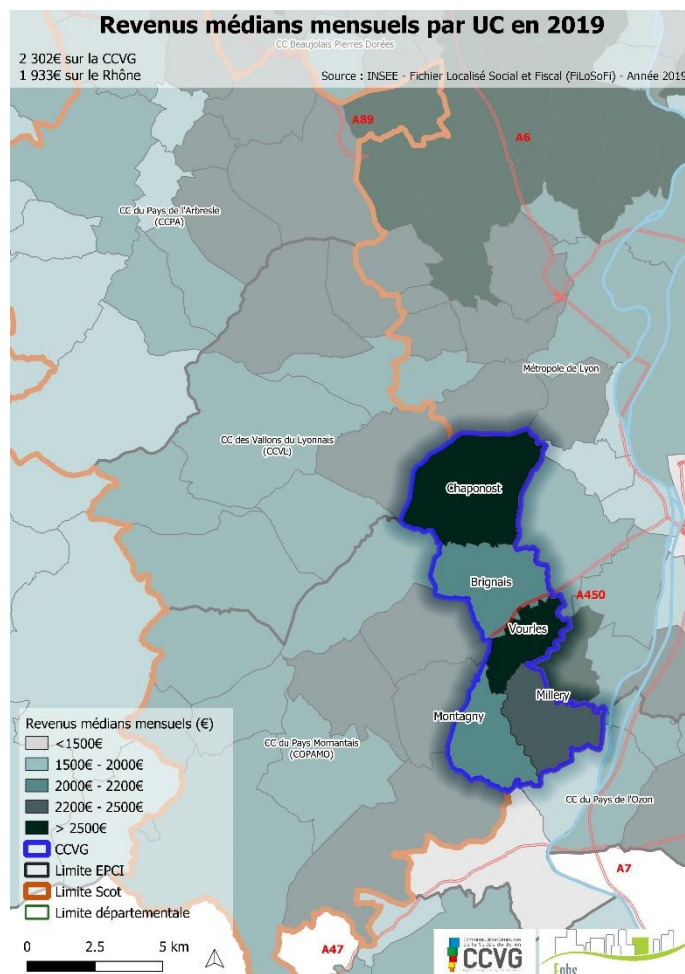 Revenus médians mensuels par UC en 2019
CC Beaujolais Pierres Dorées
2 302€ sur la CCVG
1 933€ sur le Rhône
Source : INSEE - Fichier Localisé Social et Fiscal (FiLoSoFi) - Année 2019
A89
A6
CC du Pays de l'Arbresle
(CCPA)
Métropole de Lyon
CC des Vallons du Lyonnais
(CCVL)
Chaponost
Brignais
A450
Vourles
Millery
Montagny
CC du Pays Mornantais
(COPAMO)
CC du Pays de l'Ozon
Revenus médians mensuels (€)
<1500€
1500€ - 2000€
2000€ - 2200€
2200€ - 2500€
> 2500€
CCVG
Limite EPCI
Limite Scot
Limite départementale
A7
A47
0 2.5 5 km
CCVG